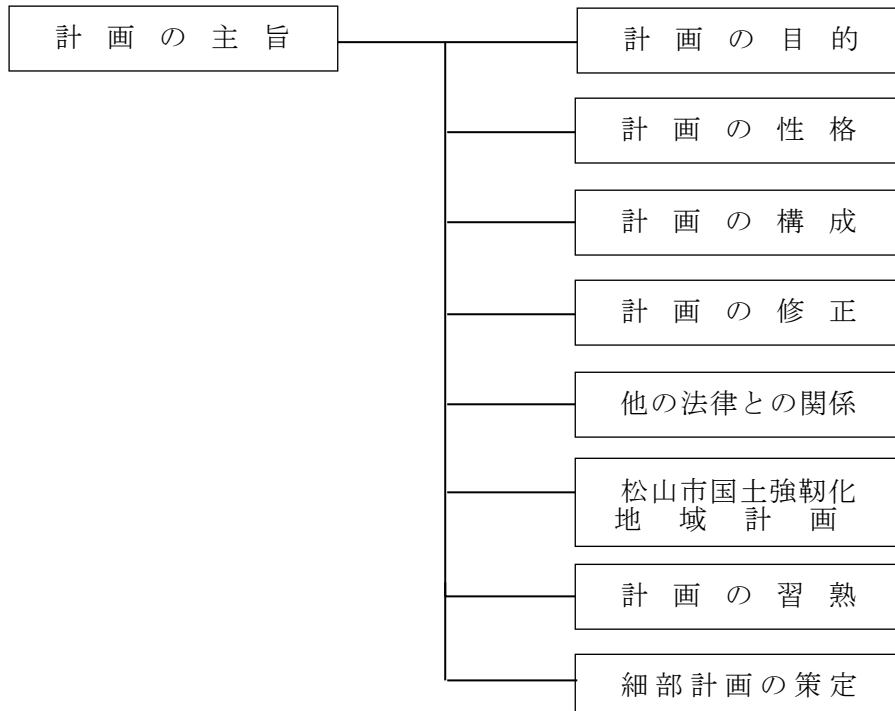 計画の主旨
計画の目的
計画の性格
計画の構成
計画の修正
他の法律との関係
松山市国土強靭化
地域計画
計画の習熟
細部計画の策定